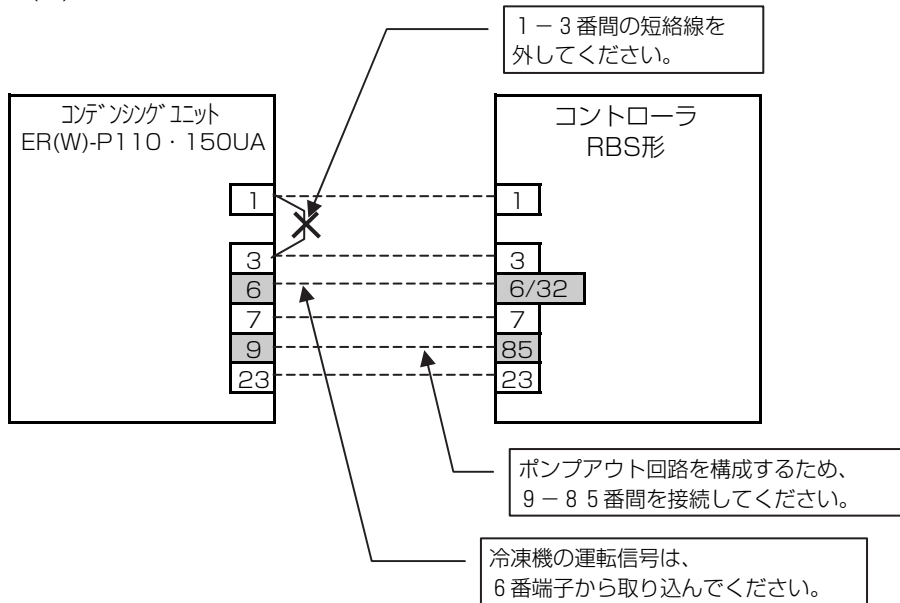 1－3番間の短絡線を
外してください。
ｺﾝﾃﾞﾝｼﾝｸﾞﾕﾆｯﾄ
ER(W)-P110・150UA
コントローラ
RBS形
1
1
3
3
6
6/32
7
7
9
85
23
23
ポンプアウト回路を構成するため、
9－85番間を接続してください。
冷凍機の運転信号は、
6番端子から取り込んでください。